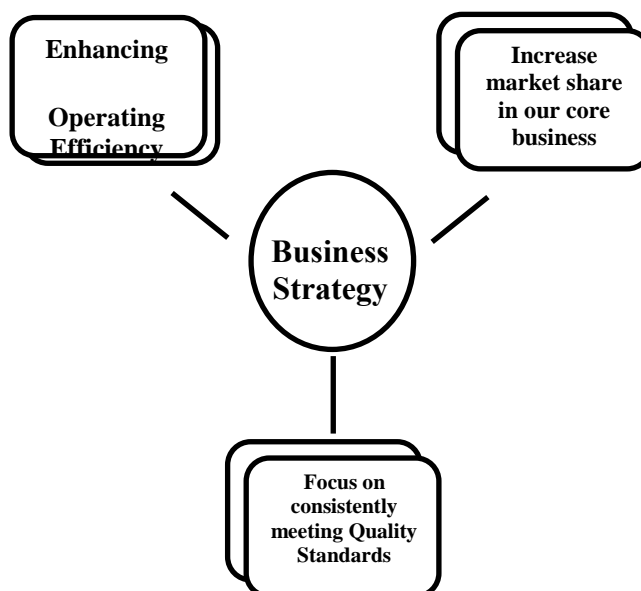 Enhancing
Operating
Efficiency
Increase
market share
in our core
business
Business
Strategy
Focus on
consistently
meeting Quality
Standards